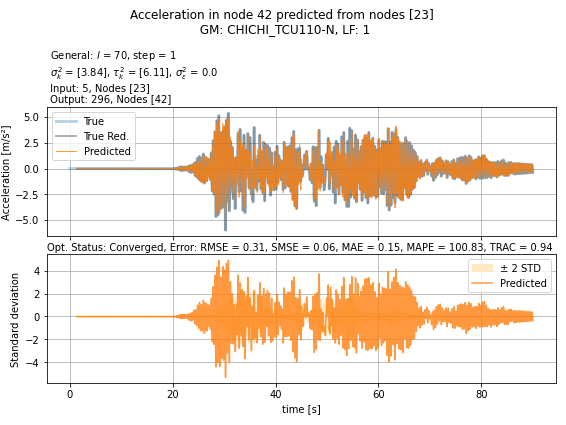 Acceleration in node 42 predicted from nodes [23]
GM: CHICHI_TCU110-N, LF: 1
General: l = 70, step = 1
σ²ₖ = [3.84], τ²ₖ = [6.11], σ²ε = 0.0
Input: 5, Nodes [23]
Output: 296, Nodes [42]
True
True Red.
Predicted
Acceleration [m/s²]
5.0
2.5
0.0
−2.5
−5.0
Opt. Status: Converged, Error: RMSE = 0.31, SMSE = 0.06, MAE = 0.15, MAPE = 100.83, TRAC = 0.94
± 2 STD
Predicted
Standard deviation
4
2
0
−2
−4
0 20 40 60 80
time [s]